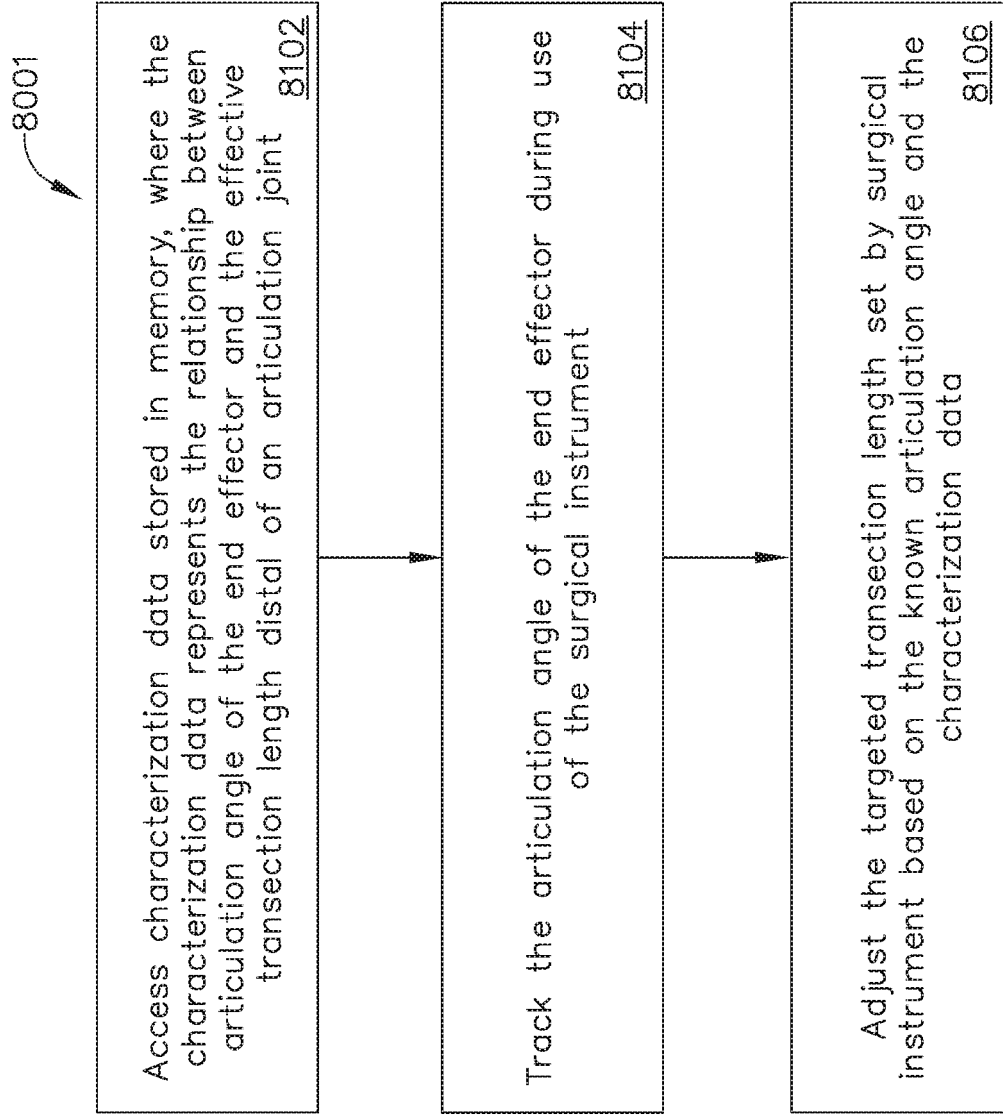 8001
Access characterization data stored in memory, where the
characterization data represents the relationship between
articulation angle of the end effector and the effective
transection length distal of an articulation joint
8102
Track the articulation angle of the end effector during use
of the surgical instrument
8104
Adjust the targeted transection length set by surgical
instrument based on the known articulation angle and the
characterization data
8106